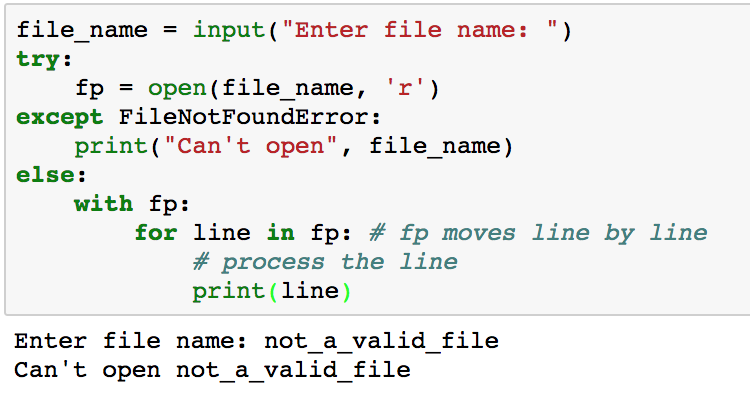 file_name = input("Enter file name: ")
try:
    fp = open(file_name, 'r')
except FileNotFoundError:
    print("Can't open", file_name)
else:
    with fp:
        for line in fp: # fp moves line by line
            # process the line
            print(line)
Enter file name: not_a_valid_file
Can't open not_a_valid_file